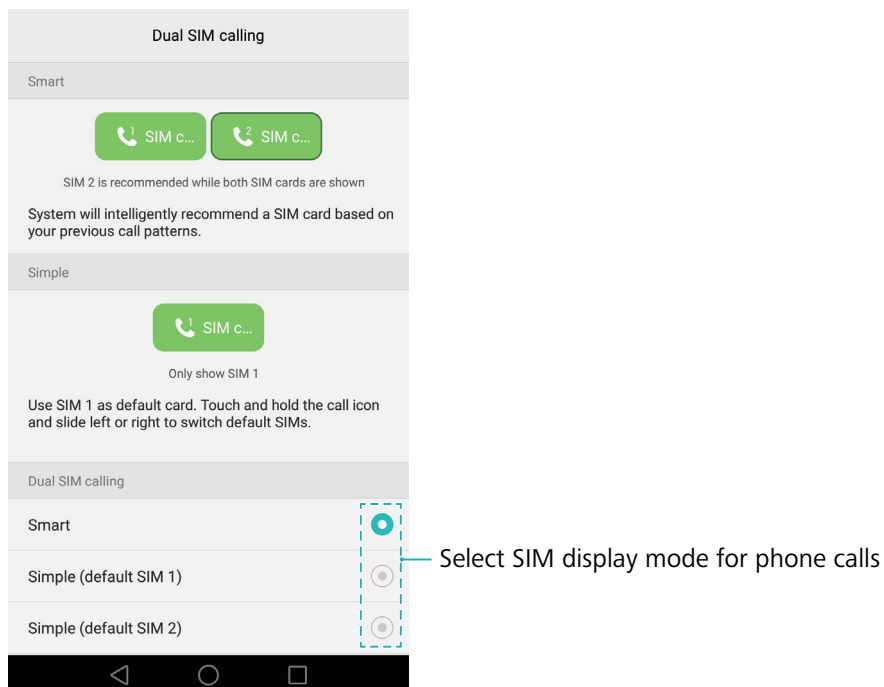 Dual SIM calling
Smart
1 SIM c...
2 SIM c...
SIM 2 is recommended while both SIM cards are shown
System will intelligently recommend a SIM card based on
your previous call patterns.
Simple
1 SIM c...
Only show SIM 1
Use SIM 1 as default card. Touch and hold the call icon
and slide left or right to switch default SIMs.
Dual SIM calling
Smart
Select SIM display mode for phone calls
Simple (default SIM 1)
Simple (default SIM 2)